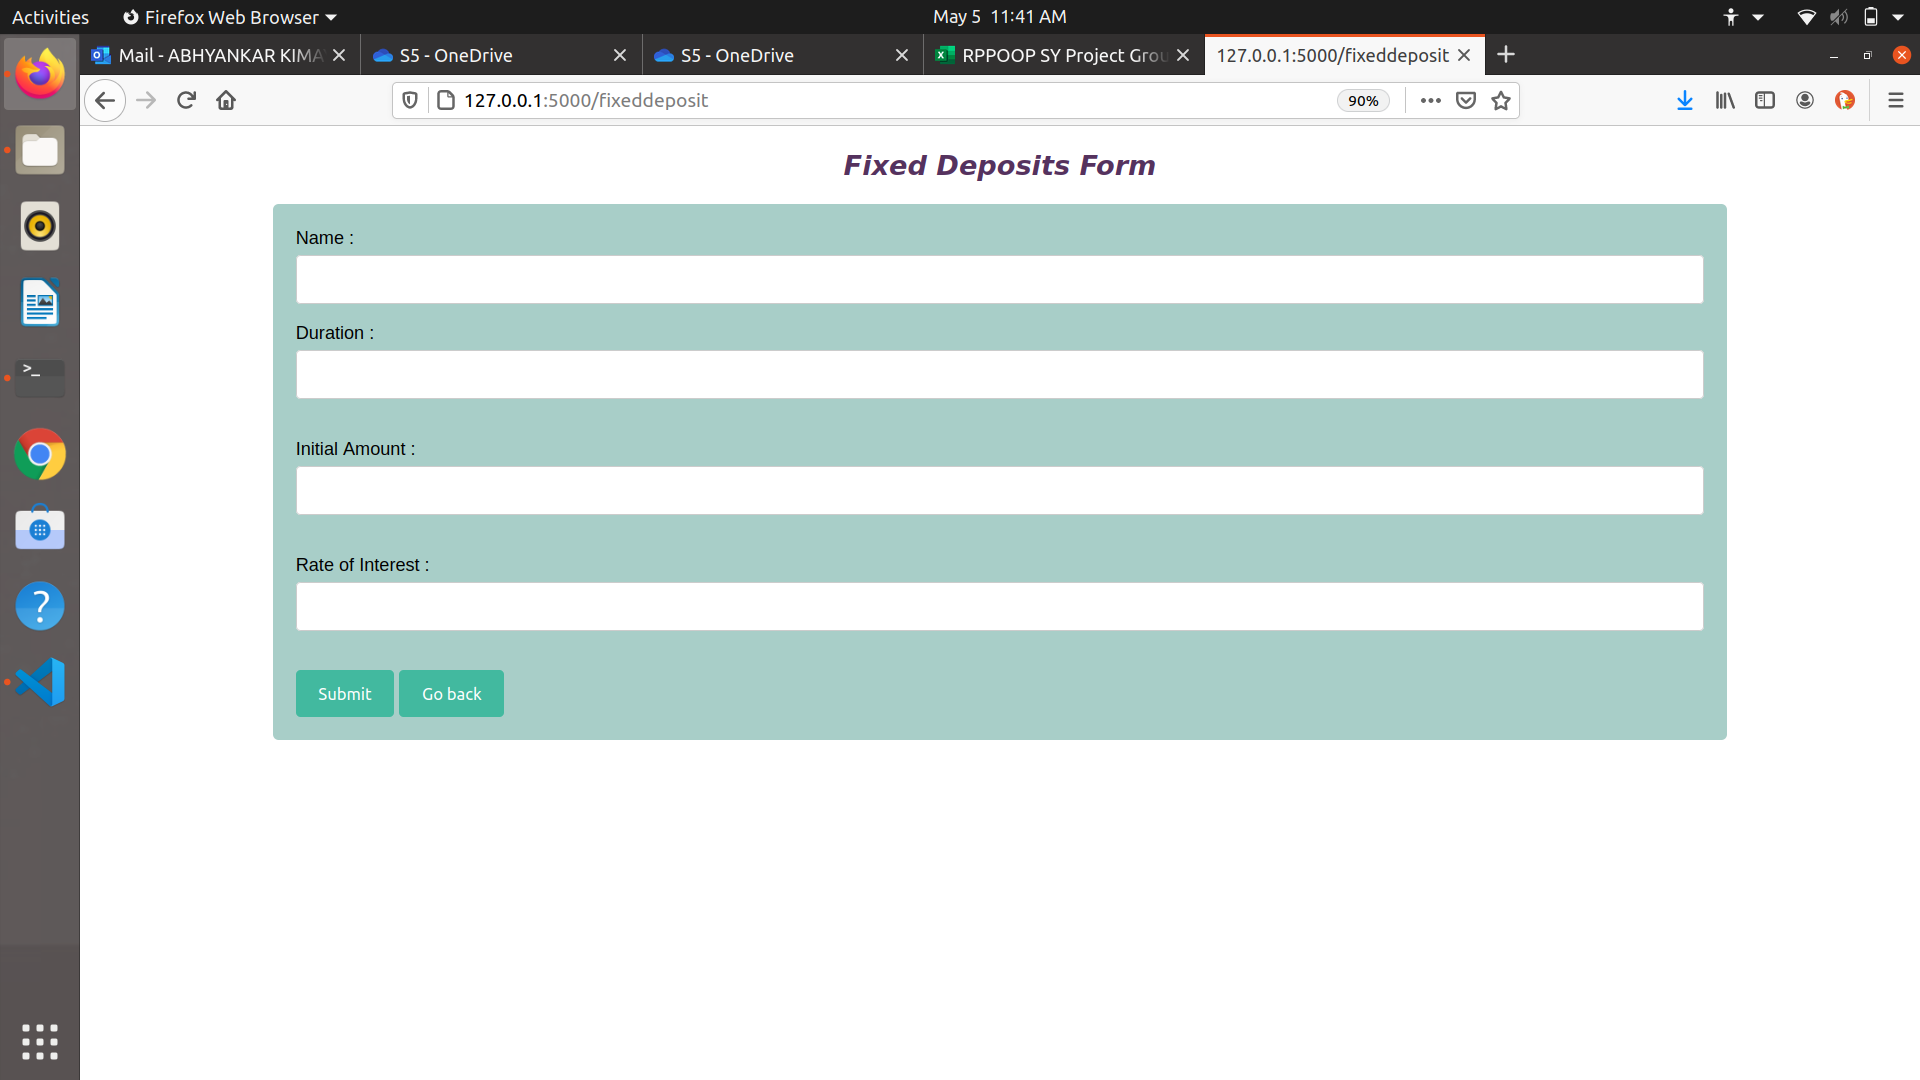 Activities
Firefox Web Browser
May 5 11:41 AM
Mail - ABHYANKAR KIMA
S5 - OneDrive
S5 - OneDrive
RPPOOP SY Project Grou
127.0.0.1:5000/fixeddeposit
127.0.0.1:5000/fixeddeposit
90%
Fixed Deposits Form
Name :
Duration :
Initial Amount :
Rate of Interest :
Submit
Go back